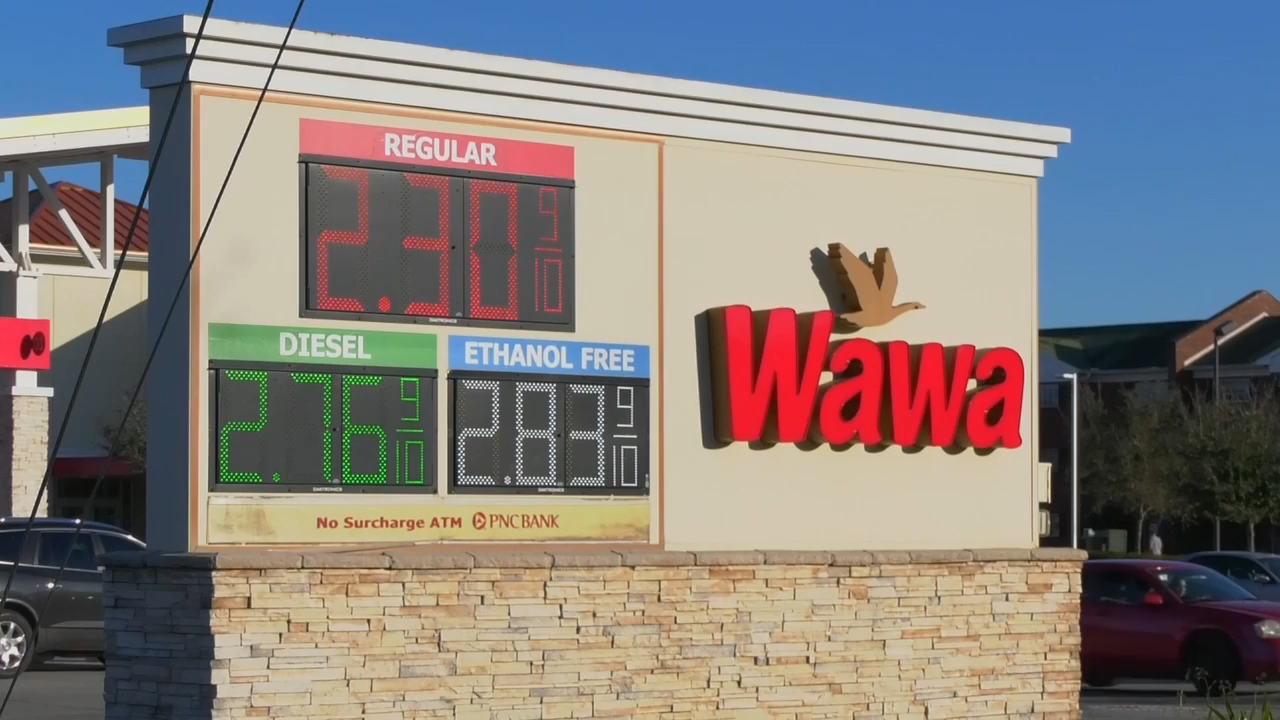 REGULAR
2.30 9/10
DIESEL
2.76 9/10
ETHANOL FREE
2.83 9/10
No Surcharge ATM PNCBANK
Wawa